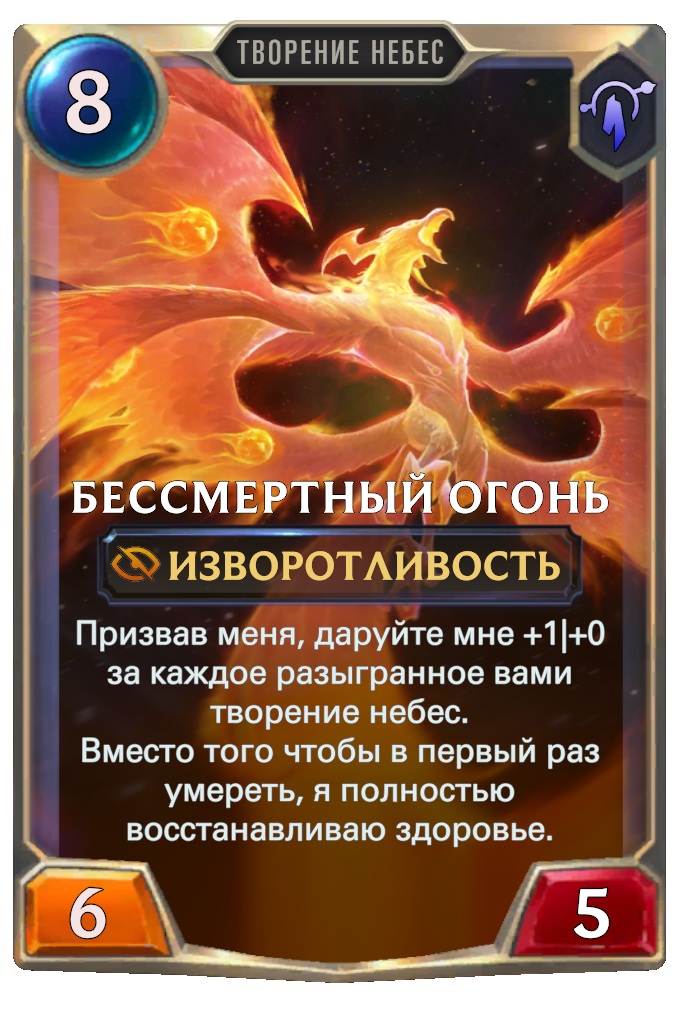 ТВОРЕНИЕ НЕБЕС
8
БЕССМЕРТНЫЙ ОГОНЬ
ИЗВОРОТЛИВОСТЬ
Призвав меня, даруйте мне +1|+0
за каждое разыгранное вами
творение небес.
Вместо того чтобы в первый раз
умереть, я полностью
восстанавливаю здоровье.
6
5